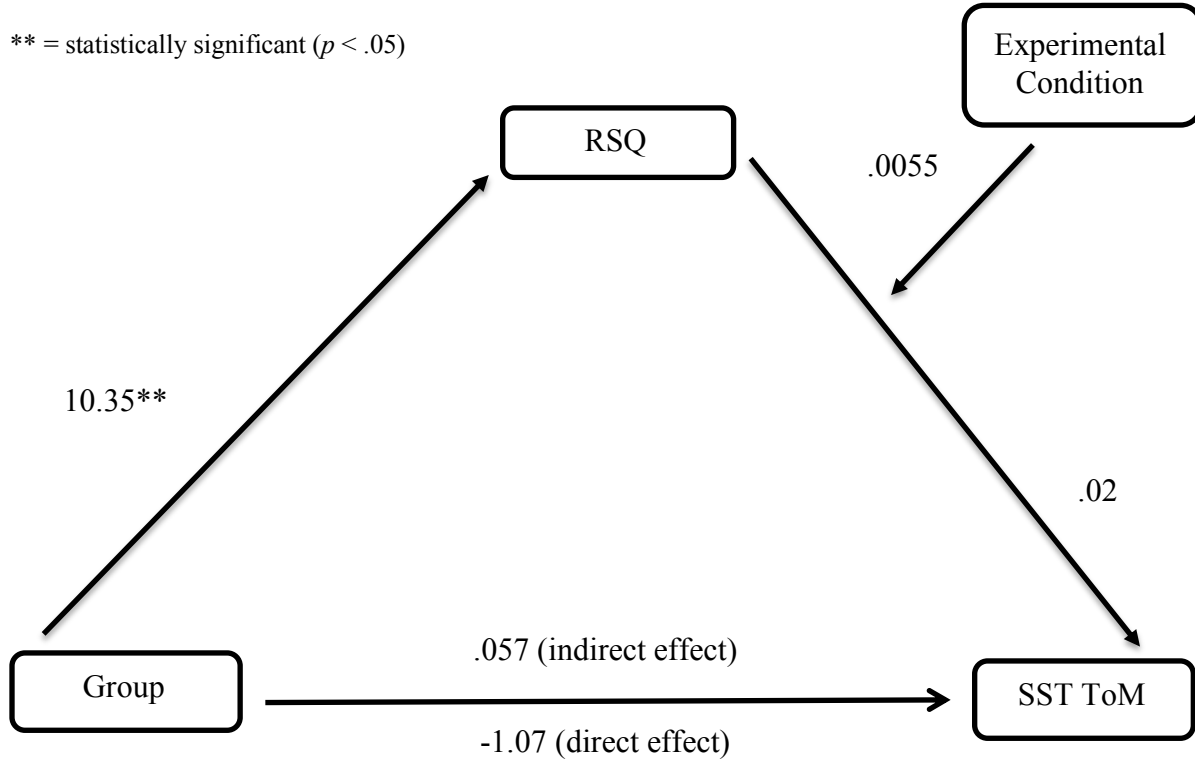 ** = statistically significant (p < .05)
Experimental
Condition
RSQ
.0055
10.35**
.02
.057 (indirect effect)
Group
SST ToM
-1.07 (direct effect)